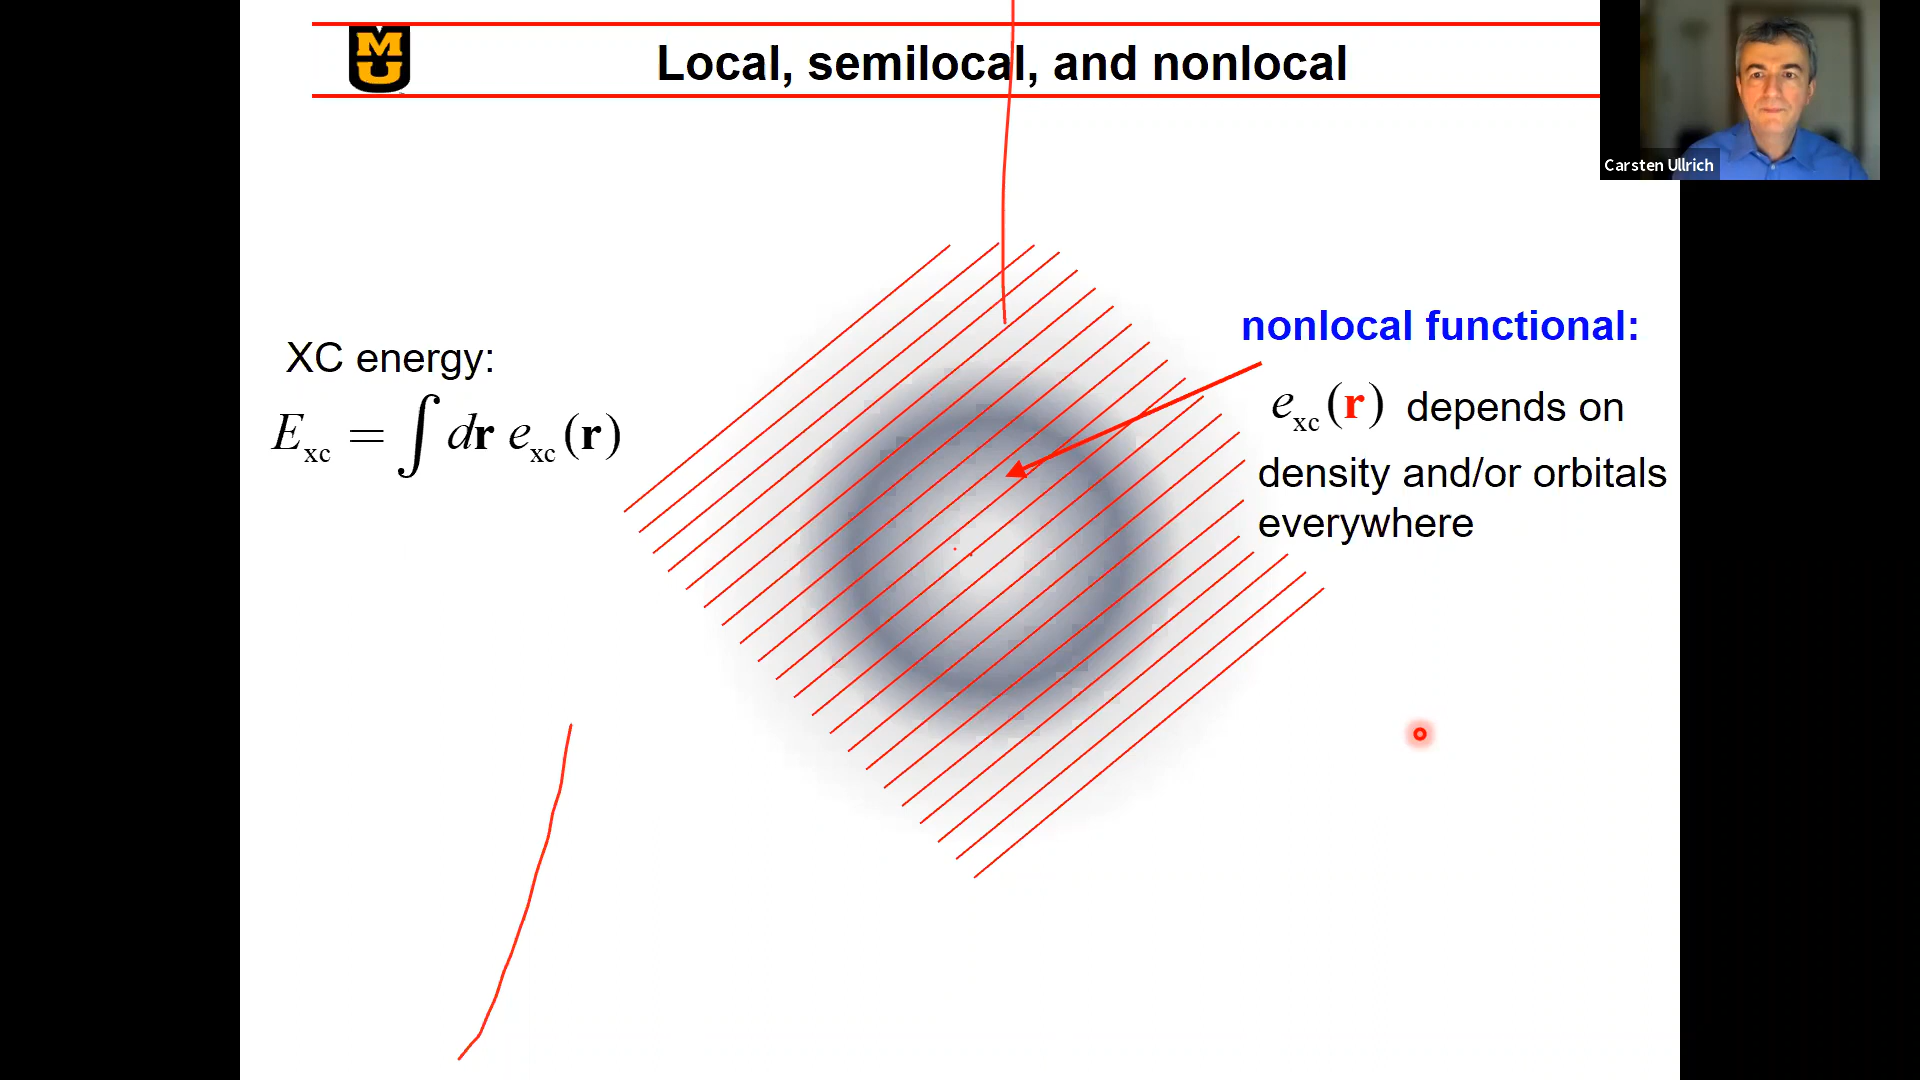 MU
Local, semilocal, and nonlocal
Carsten Ullrich
XC energy:
E_xc = ∫ dr e_xc(r)
nonlocal functional:
e_xc(r) depends on
density and/or orbitals
everywhere